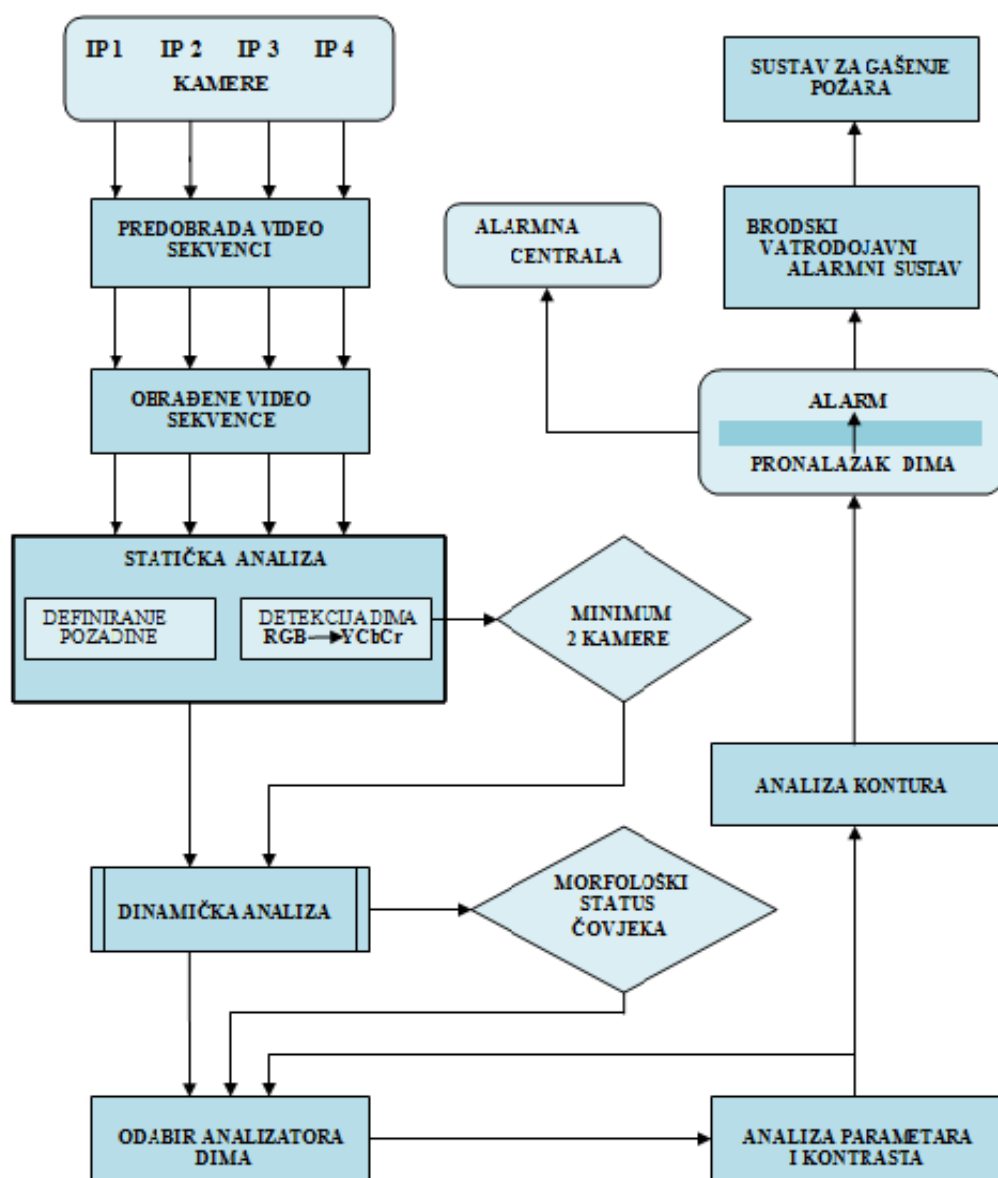 IP 1 IP 2 IP 3 IP 4
KAMERE
PREDOBRADA VIDEO
SEKVENCI
OBRAĐENE VIDEO
SEKVENCE
STATIČKA ANALIZA
DEFINIRANJE
POZADINE
DETEKCIJA DIMA
RGB→YCbCr
MINIMUM
2 KAMERE
DINAMIČKA ANALIZA
MORFOLOŠKI
STATUS
ČOVJEKA
ODABIR ANALIZATORA
DIMA
ANALIZA PARAMETARA
I KONTRASTA
ANALIZA KONTURA
ALARM
PRONALAZAK DIMA
ALARMNA
CENTRALA
BRODSKI
VATRODOJAVNI
ALARMNI SUSTAV
SUSTAV ZA GAŠENJE
POŽARA